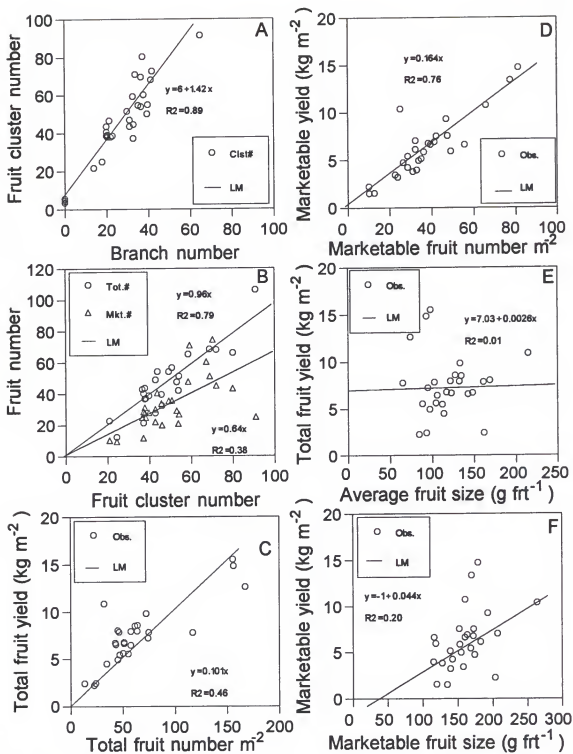 A
Fruit cluster number
100
80
60
40
20
0
y=6+1.42x
R2=0.89
Clst#
LM
0 20 40 60 80
Branch number
D
Marketable yield (kg m-2)
20
15
10
5
0
y=0.164x
R2=0.76
Obs.
LM
0 20 40 60 80 100
Marketable fruit number m2
B
Fruit number
120
100
80
60
40
20
0
Tot.#
Mkt.#
LM
y=0.96x
R2=0.79
y=0.64x
R2=0.38
0 20 40 60 80 100
Fruit cluster number
E
Total fruit yield (kg m-2)
20
15
10
5
0
Obs.
LM
y=7.03+0.0026x
R2=0.01
0 50 100 150 200 250
Average fruit size (g frt-1)
C
Total fruit yield (kg m-2)
20
15
10
5
0
Obs.
LM
y=0.101x
R2=0.46
0 100 200
Total fruit number m2
F
Marketable yield (kg m-2)
20
15
10
5
0
Obs.
LM
y=-1+0.044x
R2=0.20
0 100 200 300
Marketable fruit size (g frt-1)